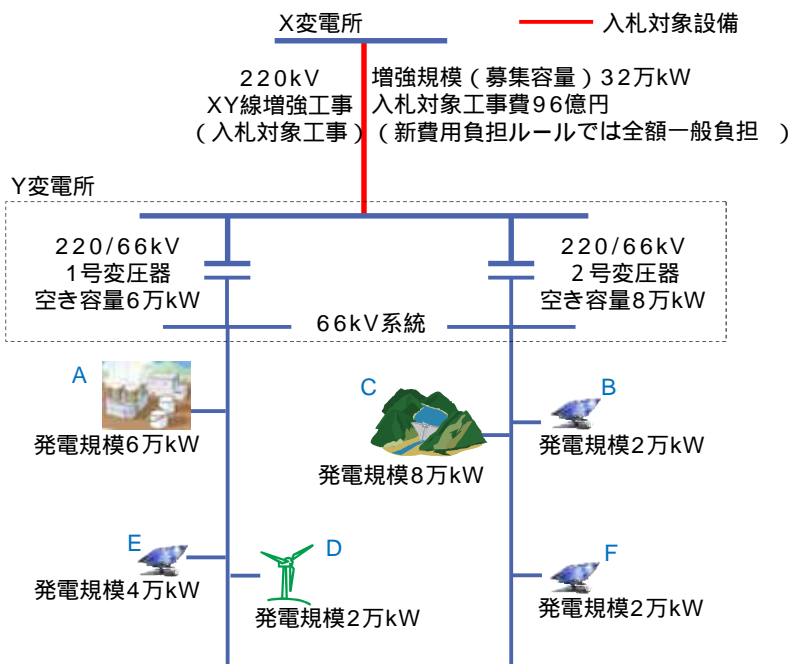 X変電所
入札対象設備
220kV
XY線増強工事
(入札対象工事)
増強規模(募集容量)32万kW
入札対象工事費96億円
(新費用負担ルールでは全額一般負担 )
Y変電所
220/66kV
1号変圧器
空き容量6万kW
220/66kV
2号変圧器
空き容量8万kW
66kV系統
A
発電規模6万kW
C
発電規模8万kW
B
発電規模2万kW
E
発電規模4万kW
D
発電規模2万kW
F
発電規模2万kW